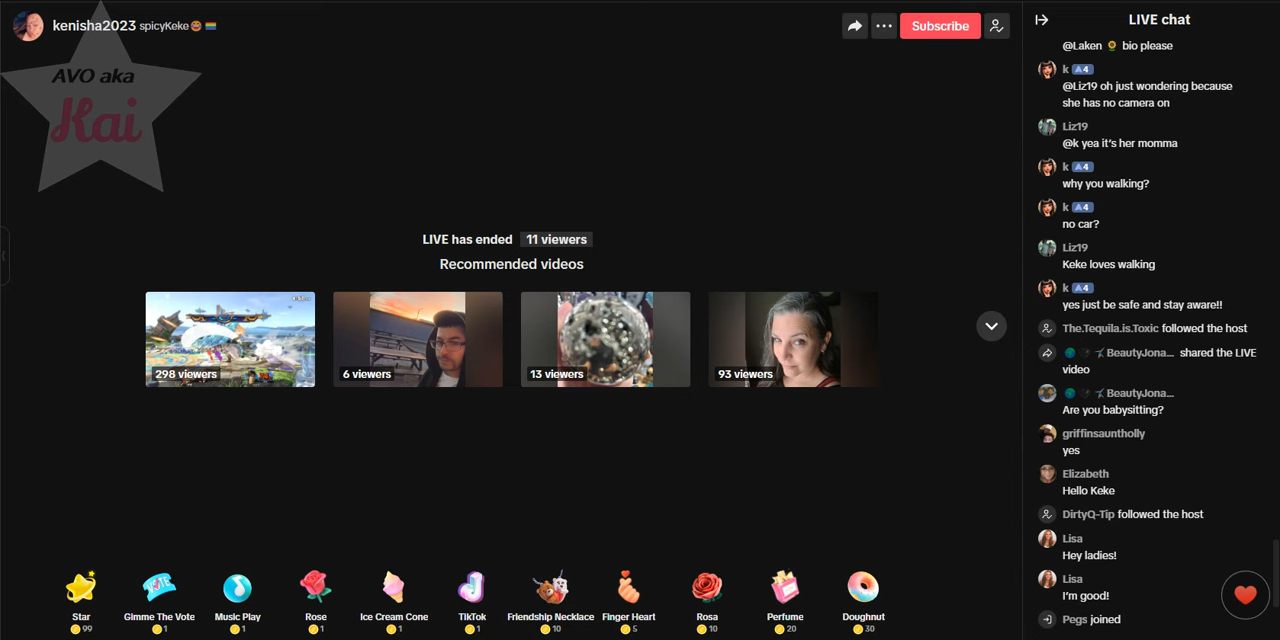 kenisha2023 spicyKeke
Subscribe
AVO aka
Kai
LIVE has ended 11 viewers
Recommended videos
298 viewers
6 viewers
13 viewers
93 viewers
Star
99
Gimme The Vote
1
Music Play
1
Rose
1
Ice Cream Cone
1
TikTok
1
Friendship Necklace
10
Finger Heart
5
Rosa
10
Perfume
20
Doughnut
30
LIVE chat
@Laken 🌻 bio please
k 4
@Liz19 oh just wondering because
she has no camera on
Liz19
@k yea it's her momma
k 4
why you walking?
k 4
no car?
Liz19
Keke loves walking
k 4
yes just be safe and stay aware!!
The.Tequila.is.Toxic followed the host
BeautyJona... shared the LIVE
video
BeautyJona...
Are you babysitting?
griffinsauntholly
yes
Elizabeth
Hello Keke
DirtyQ-Tip followed the host
Lisa
Hey ladies!
Lisa
I'm good!
Pegs joined